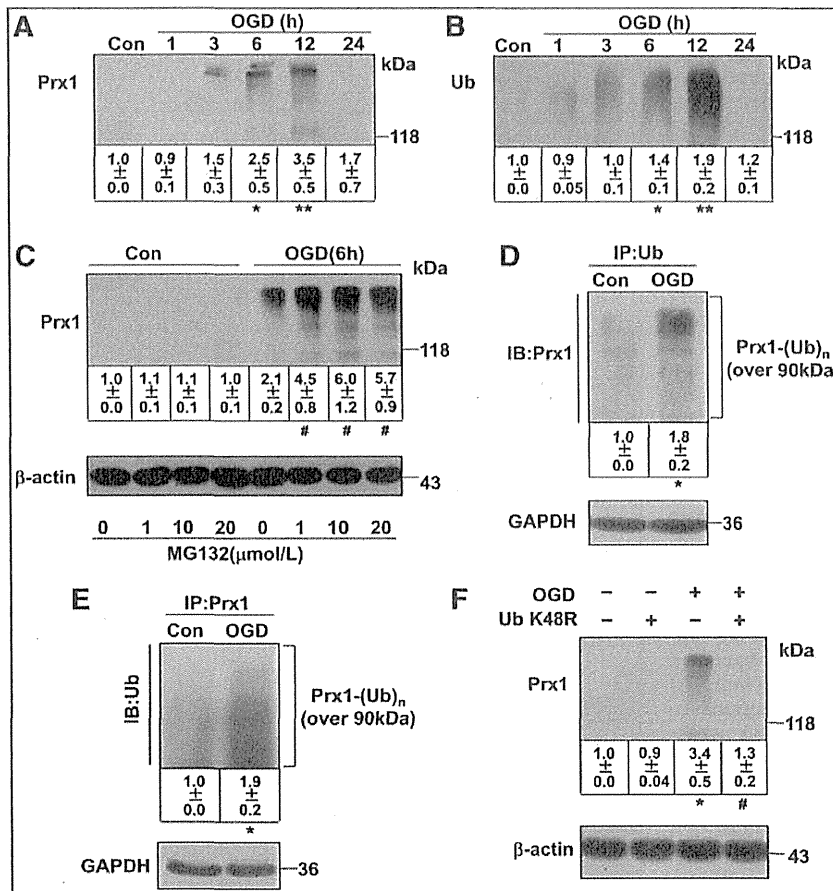 A
OGD (h)
Con 1 3 6 12 24
kDa
Prx1
118
1.0 0.9 1.5 2.5 3.5 1.7
± ± ± ± ± ±
0.0 0.1 0.3 0.5 0.5 0.7
* **
B
OGD (h)
Con 1 3 6 12 24
kDa
Ub
118
1.0 0.9 1.0 1.4 1.9 1.2
± ± ± ± ± ±
0.0 0.05 0.1 0.1 0.2 0.1
* **
C
Con OGD(6h)
kDa
Prx1
118
1.0 1.1 1.1 1.0 2.1 4.5 6.0 5.7
± ± ± ± ± ± ± ±
0.0 0.1 0.1 0.1 0.2 0.8 1.2 0.9
# # #
β-actin 43
0 1 10 20 0 1 10 20
MG132(μmol/L)
D
IP:Ub
Con OGD
IB:Prx1
Prx1-(Ub)n
(over 90kDa)
1.0 1.8
± ±
0.0 0.2
*
GAPDH 36
E
IP:Prx1
Con OGD
IB:Ub
Prx1-(Ub)n
(over 90kDa)
1.0 1.9
± ±
0.0 0.2
*
GAPDH 36
F
OGD − − + +
Ub K48R − + − +
kDa
Prx1
118
1.0 0.9 3.4 1.3
± ± ± ±
0.0 0.04 0.5 0.2
* #
β-actin 43